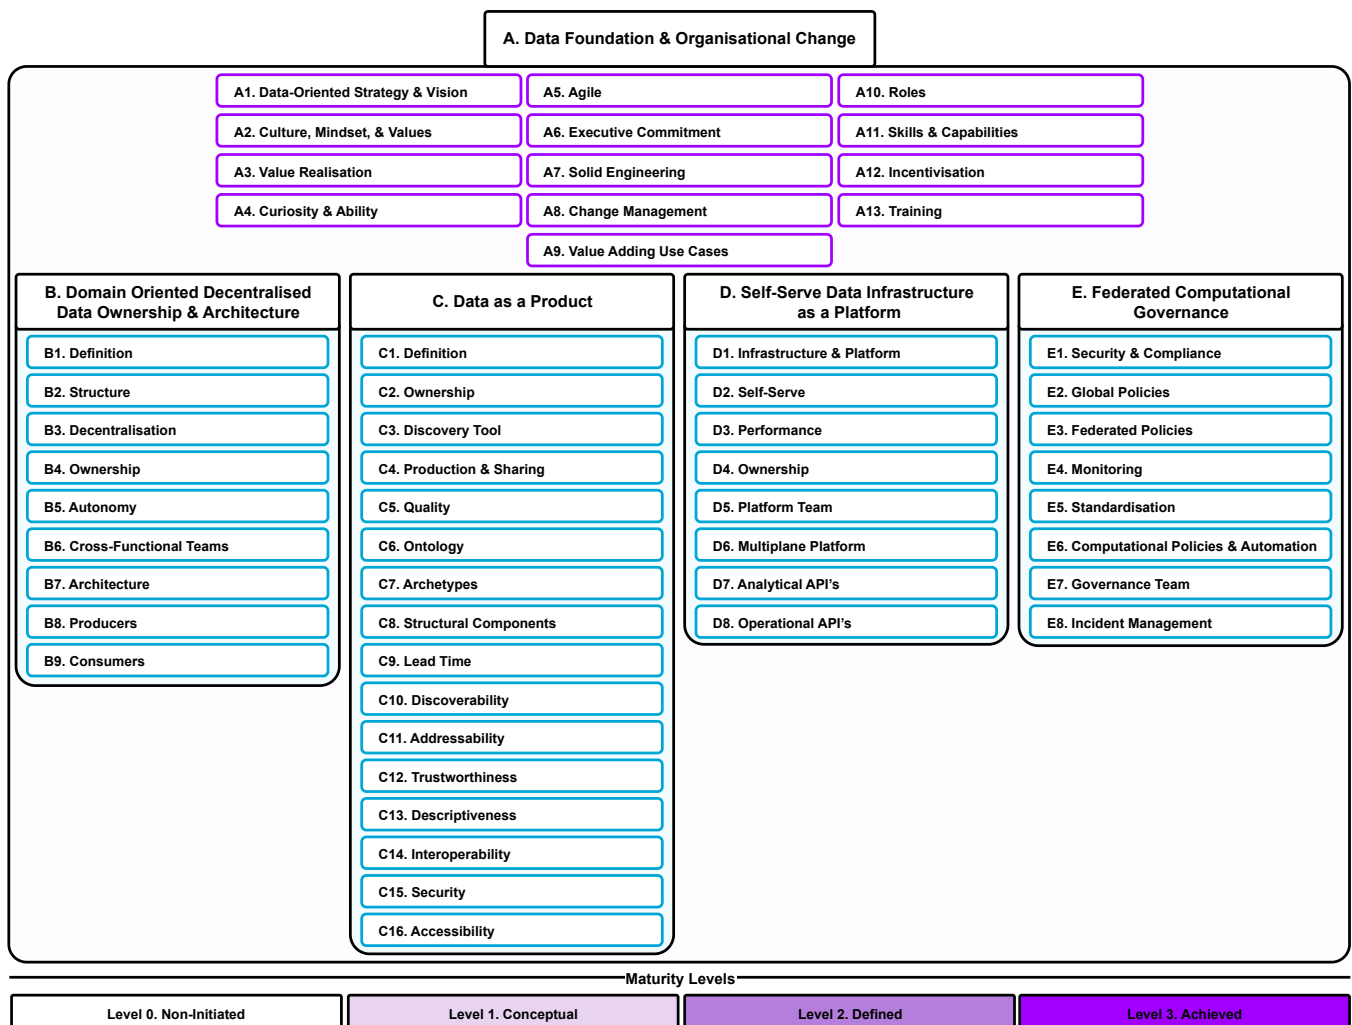 A. Data Foundation & Organisational Change
A1. Data-Oriented Strategy & Vision
A2. Culture, Mindset, & Values
A3. Value Realisation
A4. Curiosity & Ability
A5. Agile
A6. Executive Commitment
A7. Solid Engineering
A8. Change Management
A9. Value Adding Use Cases
A10. Roles
A11. Skills & Capabilities
A12. Incentivisation
A13. Training
B. Domain Oriented Decentralised
Data Ownership & Architecture
B1. Definition
B2. Structure
B3. Decentralisation
B4. Ownership
B5. Autonomy
B6. Cross-Functional Teams
B7. Architecture
B8. Producers
B9. Consumers
C. Data as a Product
C1. Definition
C2. Ownership
C3. Discovery Tool
C4. Production & Sharing
C5. Quality
C6. Ontology
C7. Archetypes
C8. Structural Components
C9. Lead Time
C10. Discoverability
C11. Addressability
C12. Trustworthiness
C13. Descriptiveness
C14. Interoperability
C15. Security
C16. Accessibility
D. Self-Serve Data Infrastructure
as a Platform
D1. Infrastructure & Platform
D2. Self-Serve
D3. Performance
D4. Ownership
D5. Platform Team
D6. Multiplane Platform
D7. Analytical API's
D8. Operational API's
E. Federated Computational
Governance
E1. Security & Compliance
E2. Global Policies
E3. Federated Policies
E4. Monitoring
E5. Standardisation
E6. Computational Policies & Automation
E7. Governance Team
E8. Incident Management
Maturity Levels
Level 0. Non-Initiated
Level 1. Conceptual
Level 2. Defined
Level 3. Achieved